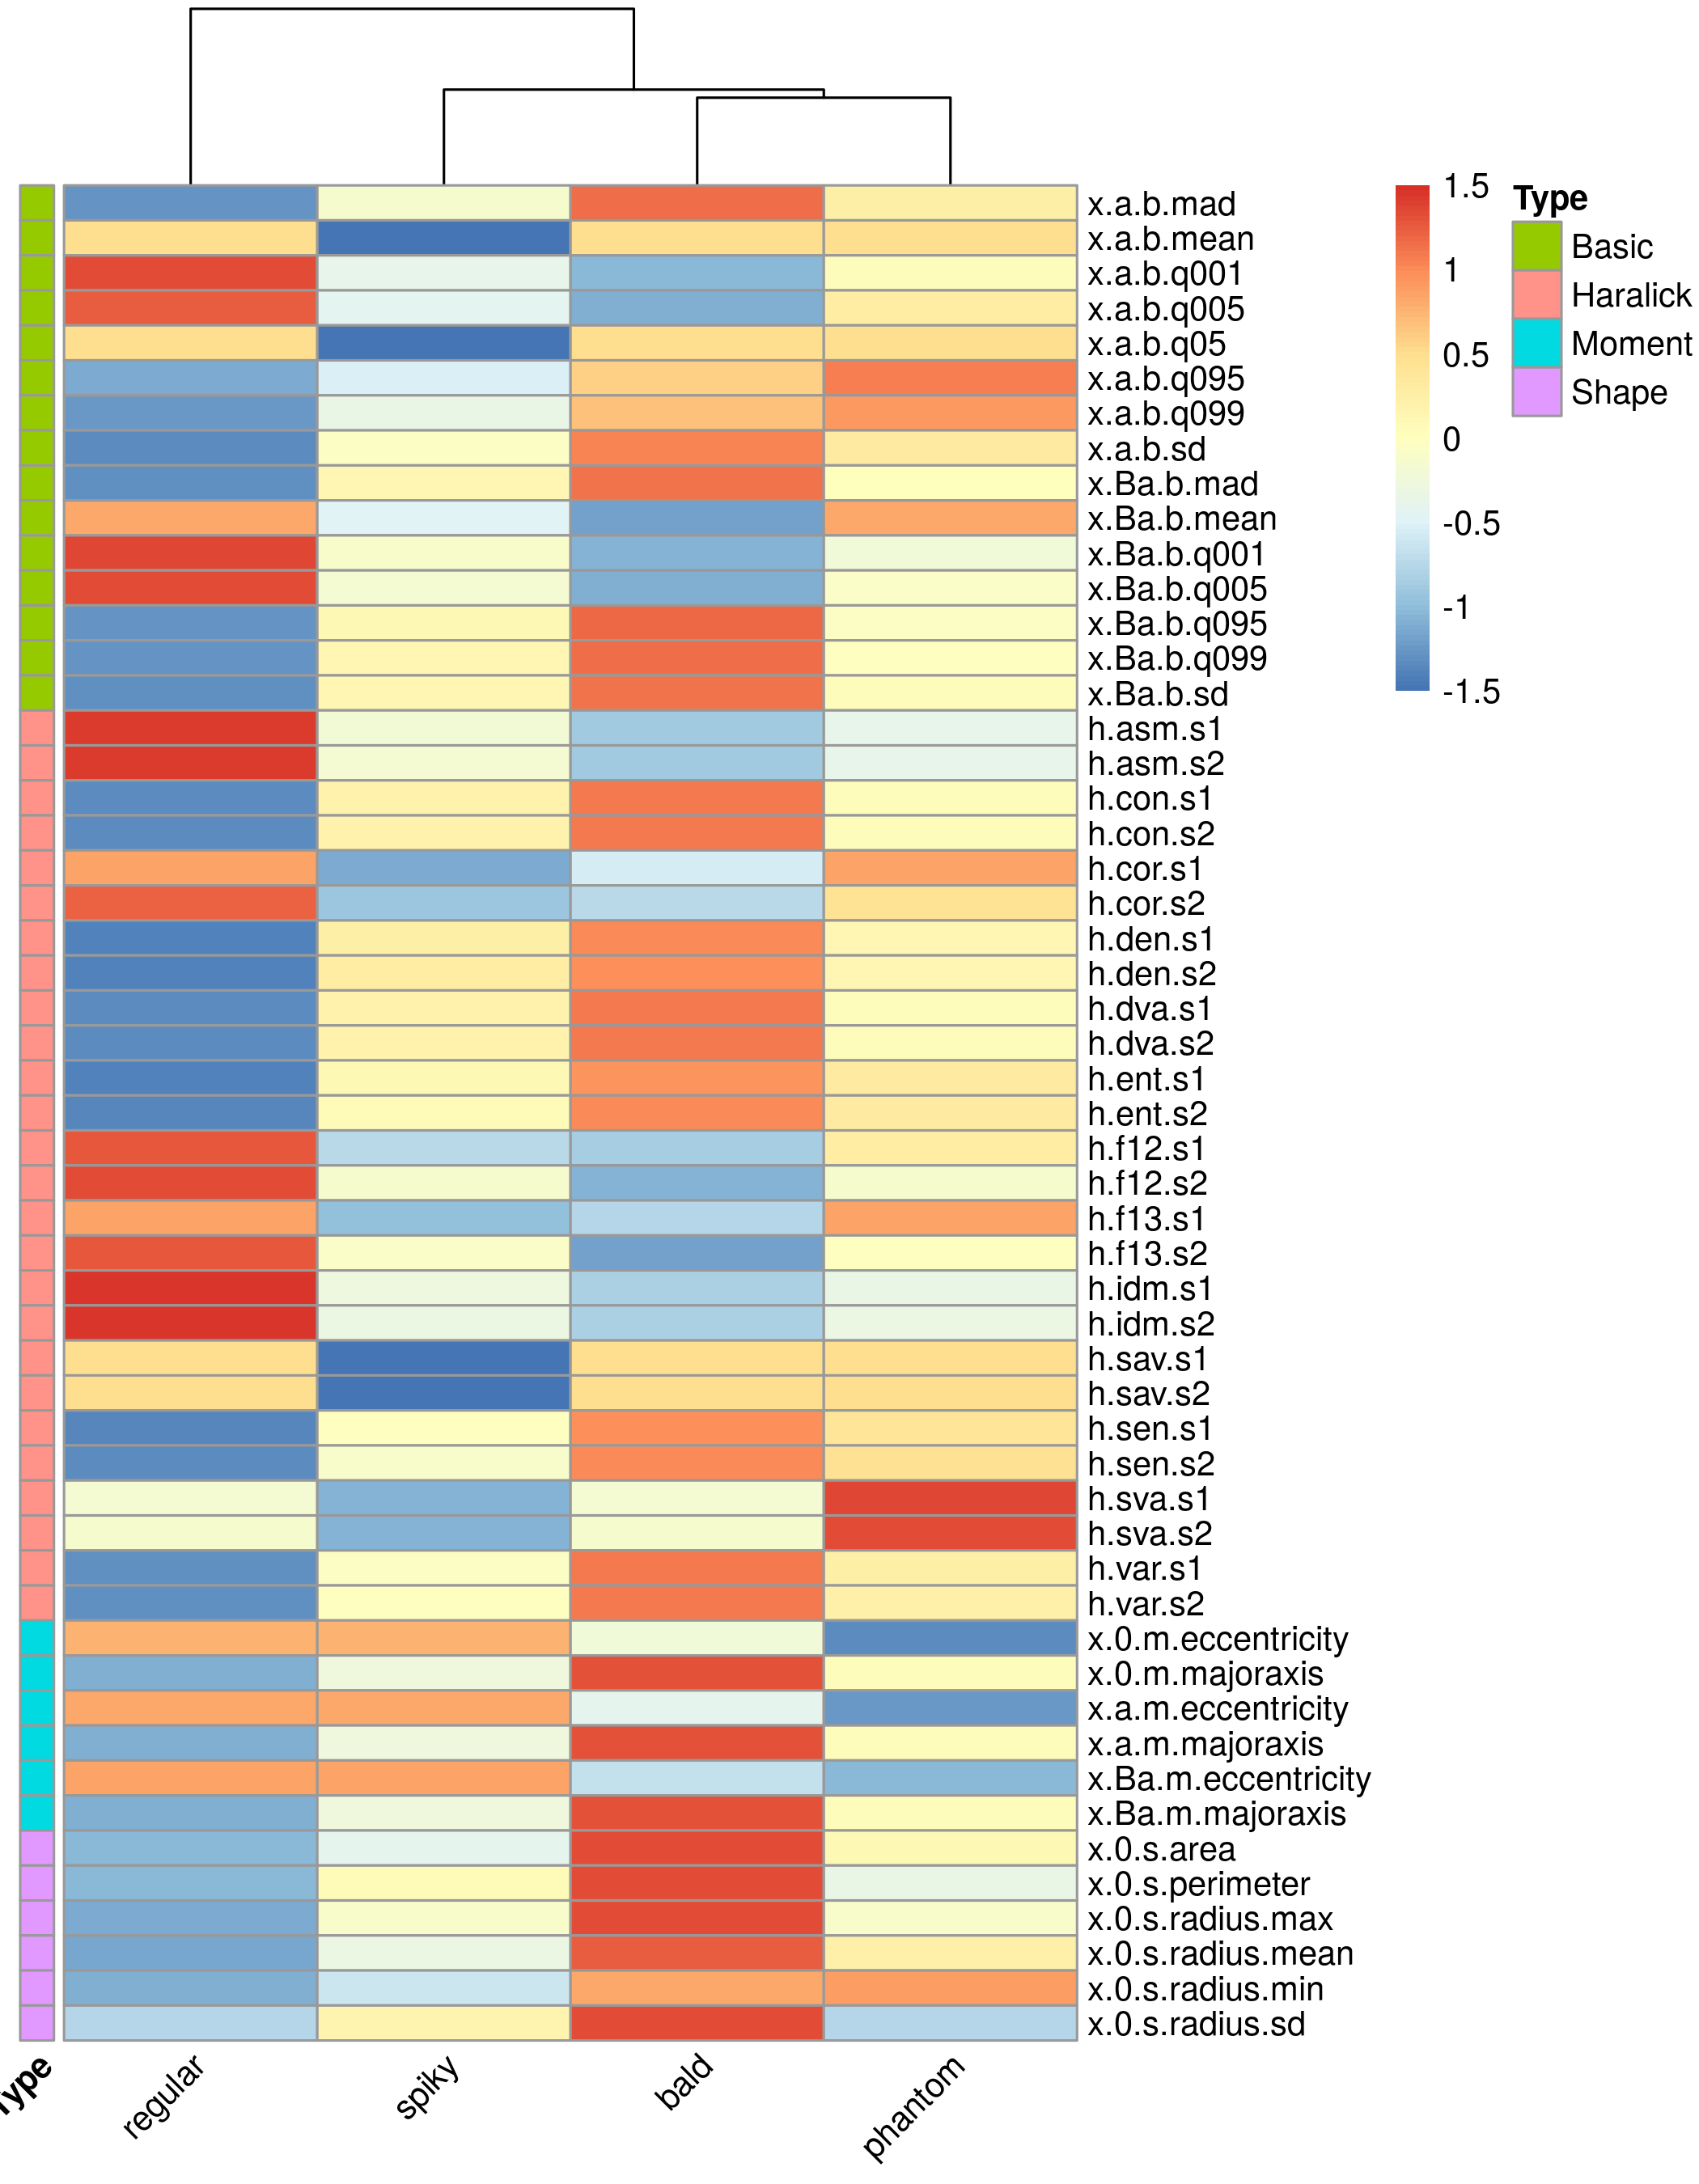 x.a.b.mad
x.a.b.mean
x.a.b.q001
x.a.b.q005
x.a.b.q05
x.a.b.q095
x.a.b.q099
x.a.b.sd
x.Ba.b.mad
x.Ba.b.mean
x.Ba.b.q001
x.Ba.b.q005
x.Ba.b.q095
x.Ba.b.q099
x.Ba.b.sd
h.asm.s1
h.asm.s2
h.con.s1
h.con.s2
h.cor.s1
h.cor.s2
h.den.s1
h.den.s2
h.dva.s1
h.dva.s2
h.ent.s1
h.ent.s2
h.f12.s1
h.f12.s2
h.f13.s1
h.f13.s2
h.idm.s1
h.idm.s2
h.sav.s1
h.sav.s2
h.sen.s1
h.sen.s2
h.sva.s1
h.sva.s2
h.var.s1
h.var.s2
x.0.m.eccentricity
x.0.m.majoraxis
x.a.m.eccentricity
x.a.m.majoraxis
x.Ba.m.eccentricity
x.Ba.m.majoraxis
x.0.s.area
x.0.s.perimeter
x.0.s.radius.max
x.0.s.radius.mean
x.0.s.radius.min
x.0.s.radius.sd
1.5
1
0.5
0
-0.5
-1
-1.5
Type
Basic
Haralick
Moment
Shape
Type
regular
spiky
bald
phantom